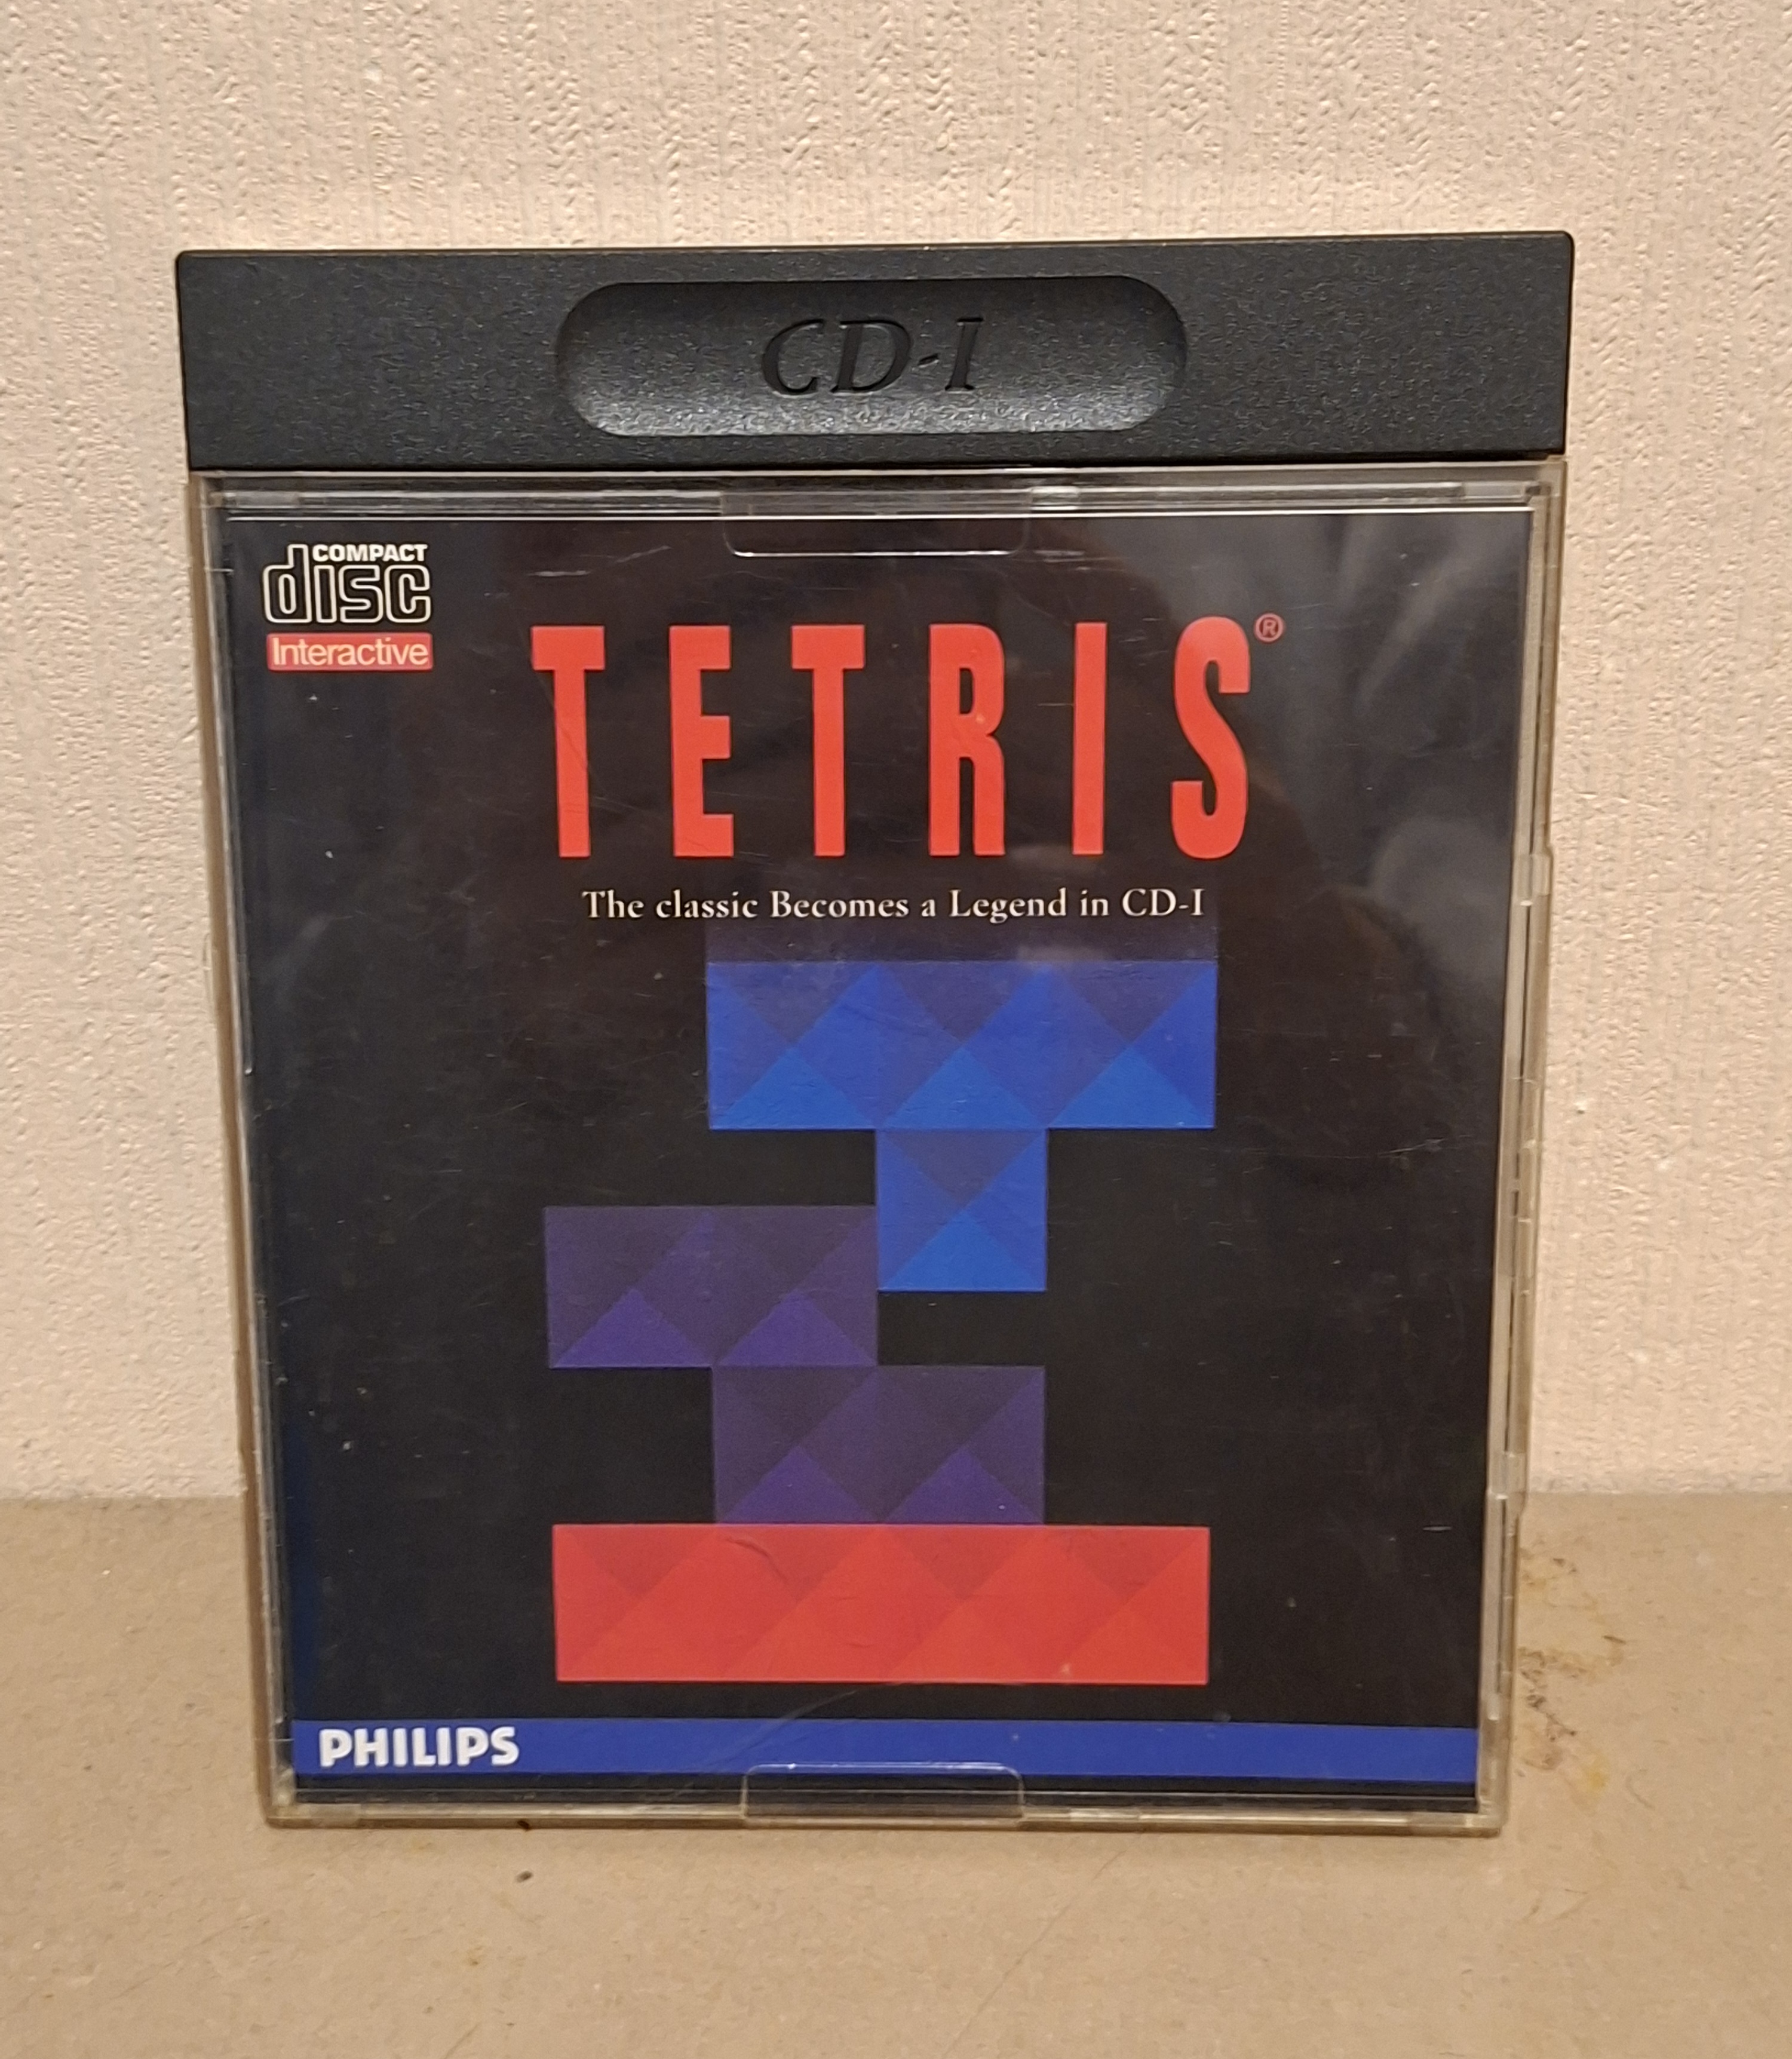 CD-I
COMPACT
disc
Interactive
TETRIS®
The classic Becomes a Legend in CD-I
PHILIPS